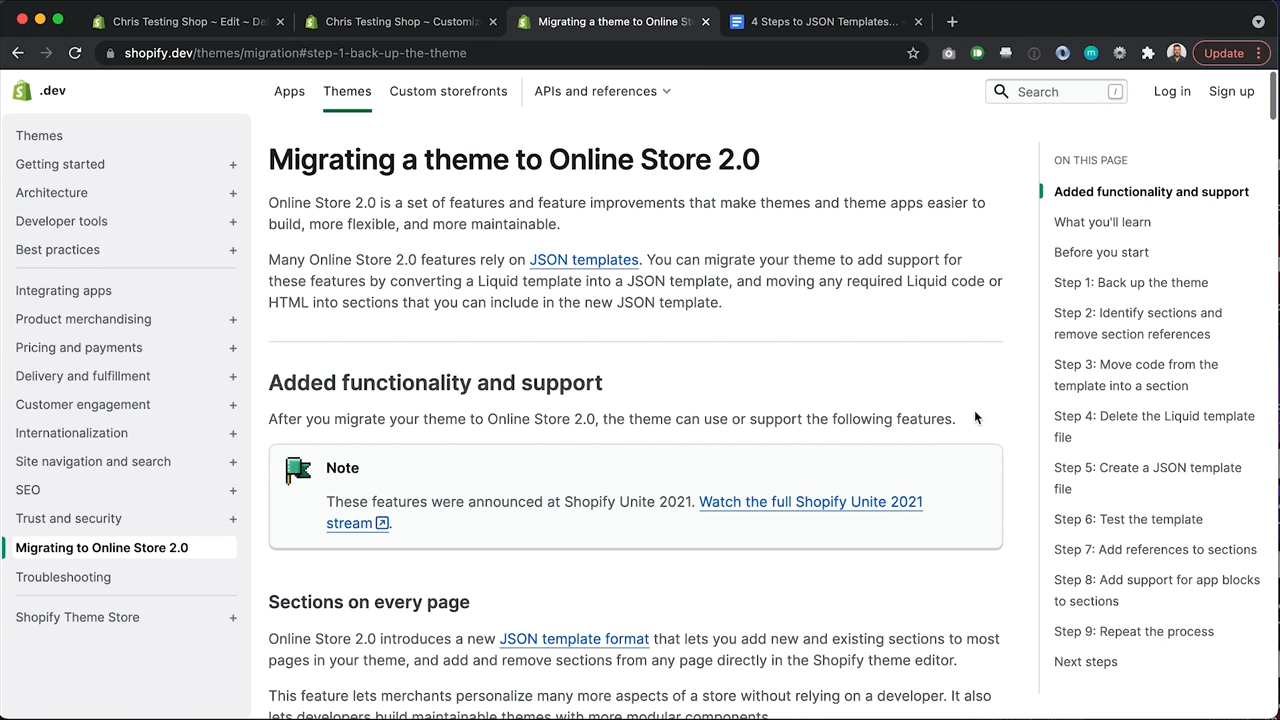 Chris Testing Shop ~ Edit ~ De
Chris Testing Shop ~ Customiz
Migrating a theme to Online St
4 Steps to JSON Templates...
shopify.dev/themes/migration#step-1-back-up-the-theme
Update
.dev
Apps
Themes
Custom storefronts
APIs and references
Search
/
Log in
Sign up
Themes
Getting started
Architecture
Developer tools
Best practices
Integrating apps
Product merchandising
Pricing and payments
Delivery and fulfillment
Customer engagement
Internationalization
Site navigation and search
SEO
Trust and security
Migrating to Online Store 2.0
Troubleshooting
Shopify Theme Store
Migrating a theme to Online Store 2.0
Online Store 2.0 is a set of features and feature improvements that make themes and theme apps easier to
build, more flexible, and more maintainable.
Many Online Store 2.0 features rely on JSON templates. You can migrate your theme to add support for
these features by converting a Liquid template into a JSON template, and moving any required Liquid code or
HTML into sections that you can include in the new JSON template.
Added functionality and support
After you migrate your theme to Online Store 2.0, the theme can use or support the following features.
Note
These features were announced at Shopify Unite 2021. Watch the full Shopify Unite 2021
stream.
Sections on every page
Online Store 2.0 introduces a new JSON template format that lets you add new and existing sections to most
pages in your theme, and add and remove sections from any page directly in the Shopify theme editor.
This feature lets merchants personalize many more aspects of a store without relying on a developer. It also
lets developers build maintainable themes with more modular components.
ON THIS PAGE
Added functionality and support
What you'll learn
Before you start
Step 1: Back up the theme
Step 2: Identify sections and
remove section references
Step 3: Move code from the
template into a section
Step 4: Delete the Liquid template
file
Step 5: Create a JSON template
file
Step 6: Test the template
Step 7: Add references to sections
Step 8: Add support for app blocks
to sections
Step 9: Repeat the process
Next steps